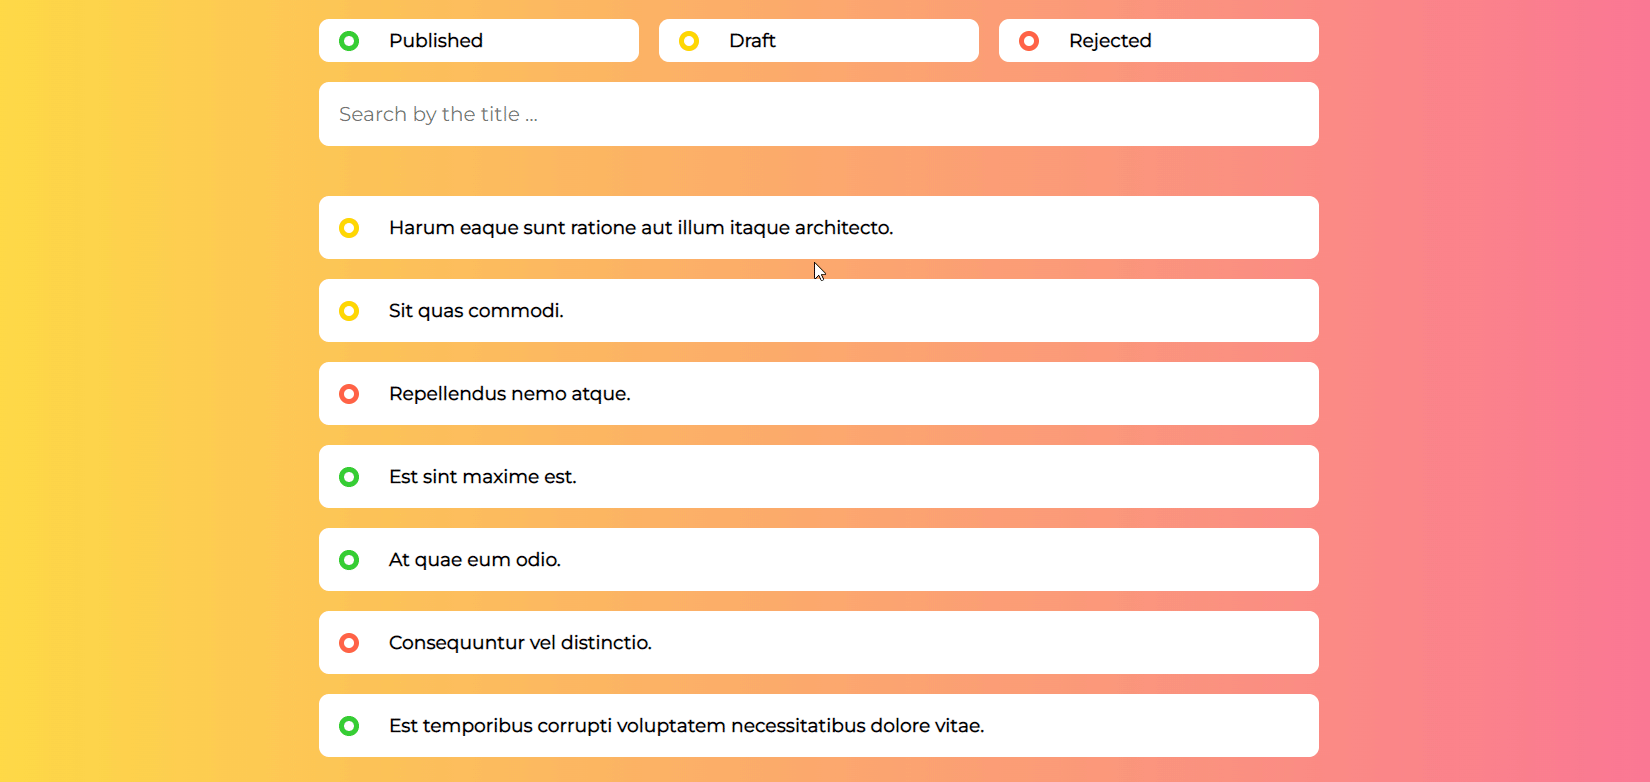 Published
Draft
Rejected
Search by the title ...
Harum eaque sunt ratione aut illum itaque architecto.
Sit quas commodi.
Repellendus nemo atque.
Est sint maxime est.
At quae eum odio.
Consequuntur vel distinctio.
Est temporibus corrupti voluptatem necessitatibus dolore vitae.